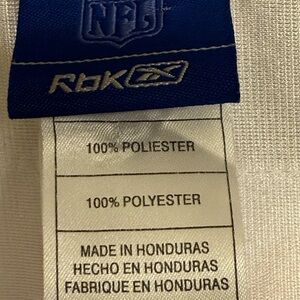 NFL
RbK
100% POLIESTER
100% POLYESTER
MADE IN HONDURAS
HECHO EN HONDURAS
FABRIQUE EN HONDURAS